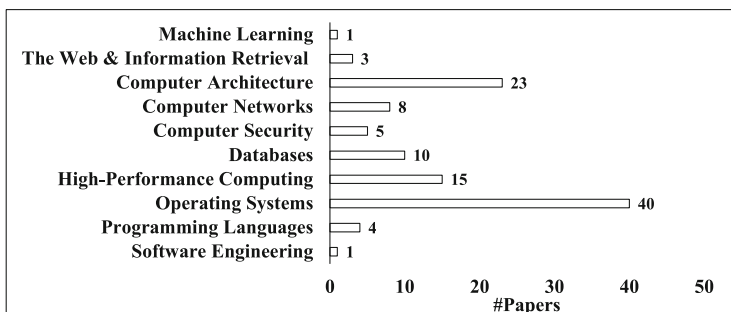 Machine Learning 1
The Web & Information Retrieval 3
Computer Architecture 23
Computer Networks 8
Computer Security 5
Databases 10
High-Performance Computing 15
Operating Systems 40
Programming Languages 4
Software Engineering 1
0 10 20 30 40 50
#Papers